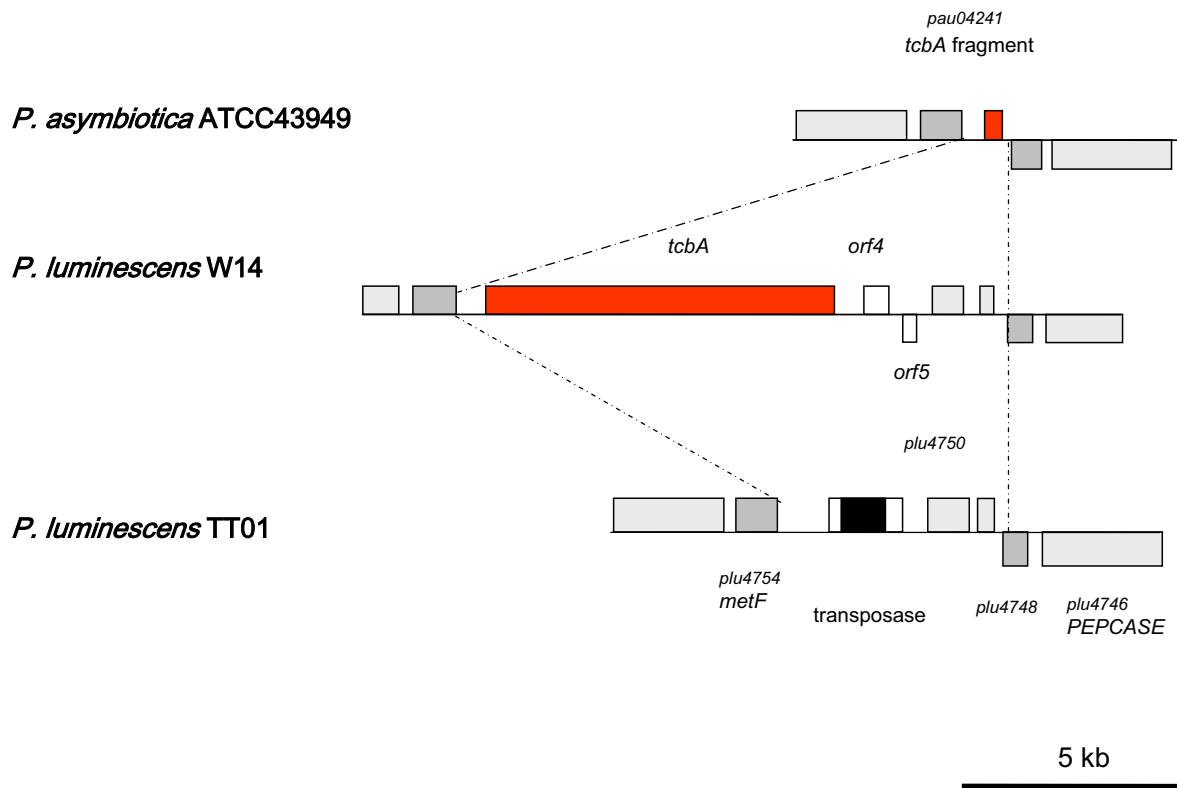 pau04241
tcbA fragment
P. asymbiotica ATCC43949
tcbA
orf4
P. luminescens W14
orf5
plu4750
P. luminescens TT01
plu4754
metF
transposase
plu4748
plu4746
PEPCASE
5 kb